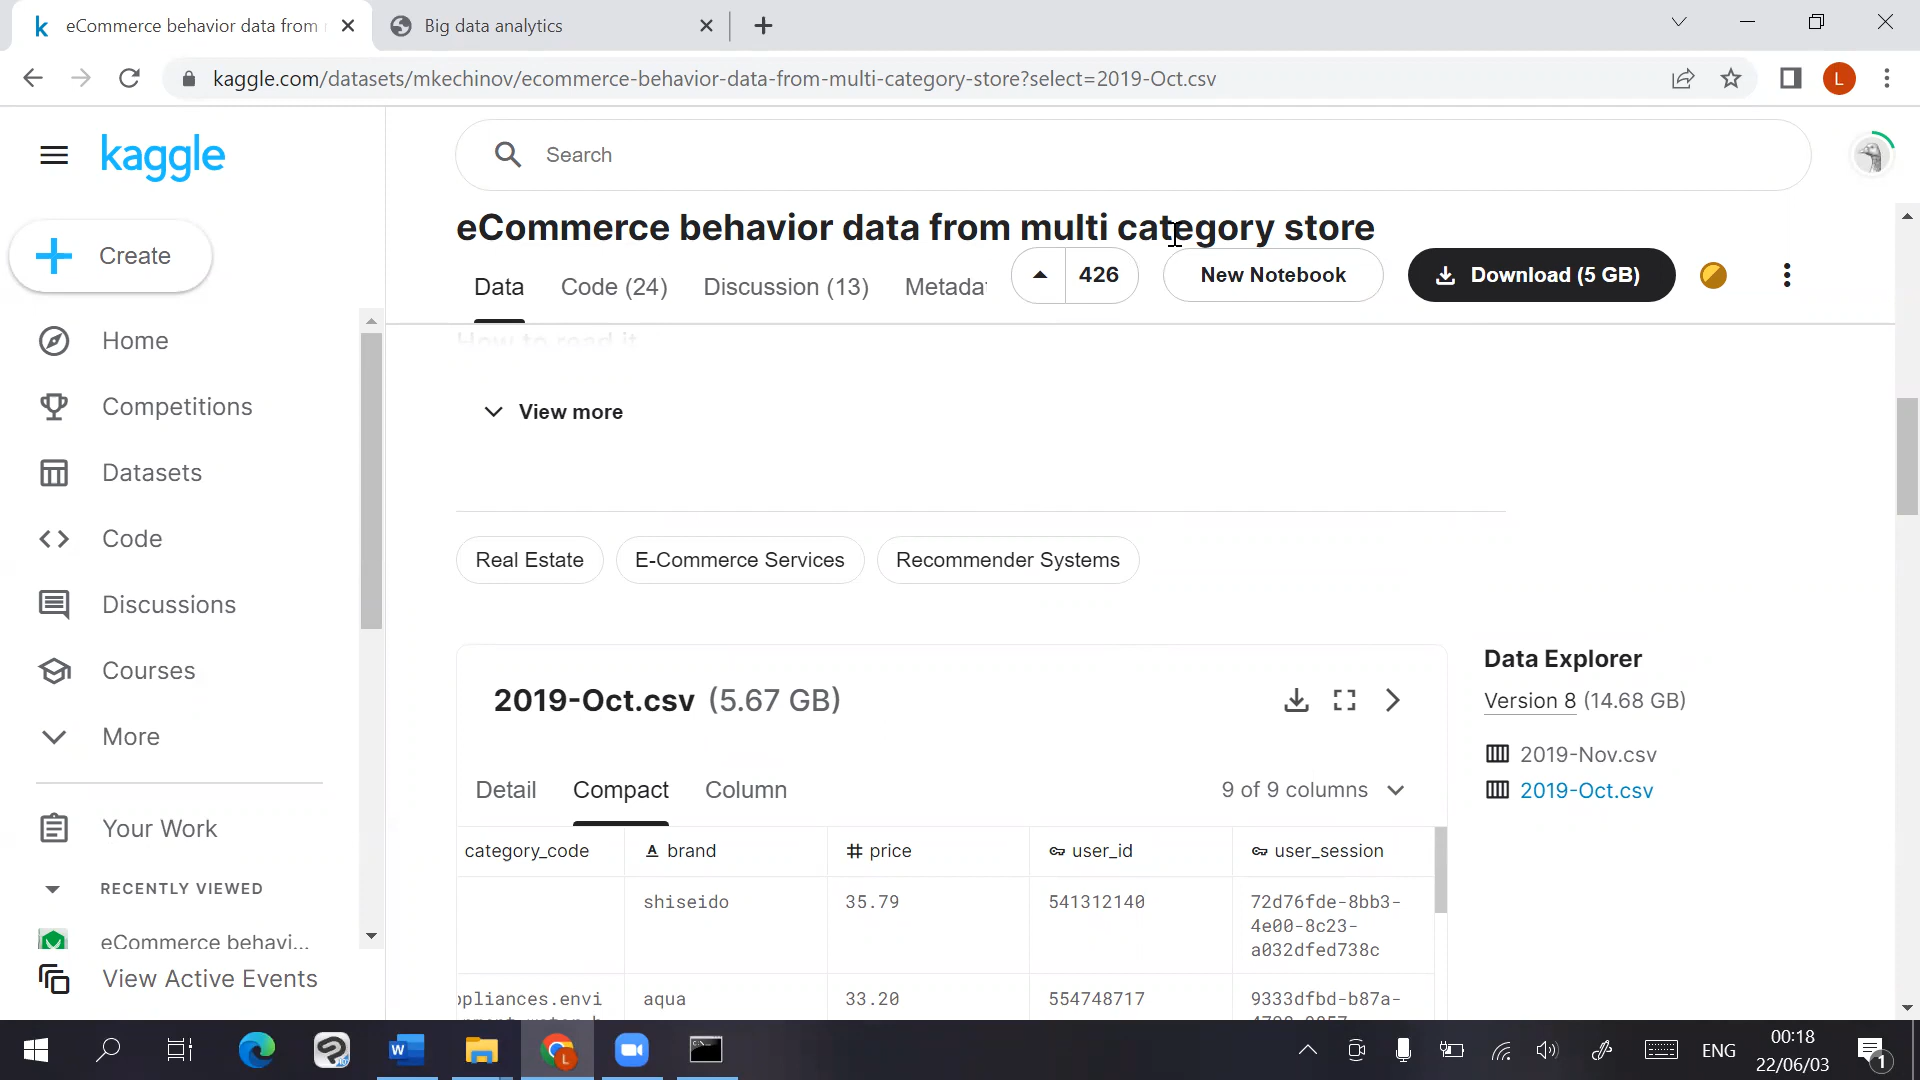 eCommerce behavior data from
Big data analytics
kaggle.com/datasets/mkechinov/ecommerce-behavior-data-from-multi-category-store?select=2019-Oct.csv
L
kaggle
Search
Create
Home
Competitions
Datasets
Code
Discussions
Courses
More
Your Work
RECENTLY VIEWED
eCommerce behavi...
View Active Events
eCommerce behavior data from multi category store
Data
Code (24)
Discussion (13)
Metada
426
New Notebook
Download (5 GB)
How to read it
View more
Real Estate
E-Commerce Services
Recommender Systems
2019-Oct.csv (5.67 GB)
Detail
Compact
Column
9 of 9 columns
category_code
brand
price
user_id
user_session
shiseido
35.79
541312140
72d76fde-8bb3-
4e00-8c23-
a032dfed738c
aqua
33.20
554748717
9333dfbd-b87a-
Data Explorer
Version 8 (14.68 GB)
2019-Nov.csv
2019-Oct.csv
ENG
00:18
22/06/03
1